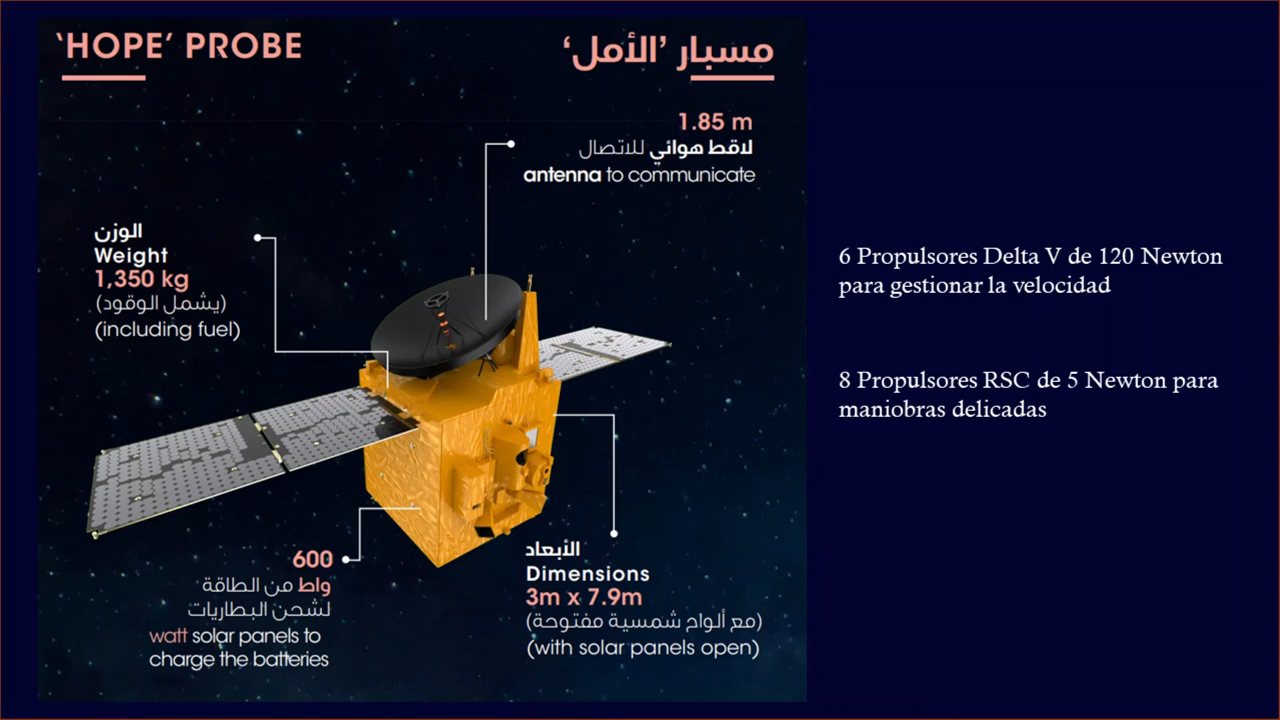 ‘HOPE’ PROBE
مسبار ’الأمل‘
1.85 m
لاقط هوائي للاتصال
antenna to communicate
الوزن
Weight
1,350 kg
(يشمل الوقود)
(including fuel)
600
واط من الطاقة
لشحن البطاريات
watt solar panels to
charge the batteries
الأبعاد
Dimensions
3m x 7.9m
(مع ألواح شمسية مفتوحة)
(with solar panels open)
6 Propulsores Delta V de 120 Newton
para gestionar la velocidad
8 Propulsores RSC de 5 Newton para
maniobras delicadas